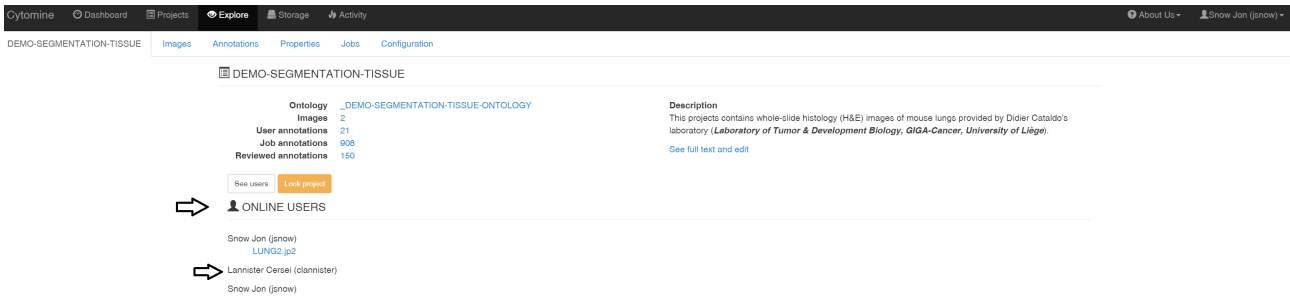 Cytomine Dashboard Projects Explore Storage Activity About Us Snow Jon (jsnow)
DEMO-SEGMENTATION-TISSUE Images Annotations Properties Jobs Configuration
DEMO-SEGMENTATION-TISSUE
Ontology _DEMO-SEGMENTATION-TISSUE-ONTOLOGY
Images 2
User annotations 21
Job annotations 908
Reviewed annotations 150
Description
This projects contains whole-slide histology (H&E) images of mouse lungs provided by Didier Cataldo's
laboratory (Laboratory of Tumor & Development Biology, GIGA-Cancer, University of Liège).
See full text and edit
See users Lock project
ONLINE USERS
Snow Jon (jsnow)
LUNG2.jp2
Lannister Cersei (clannister)
Snow Jon (jsnow)